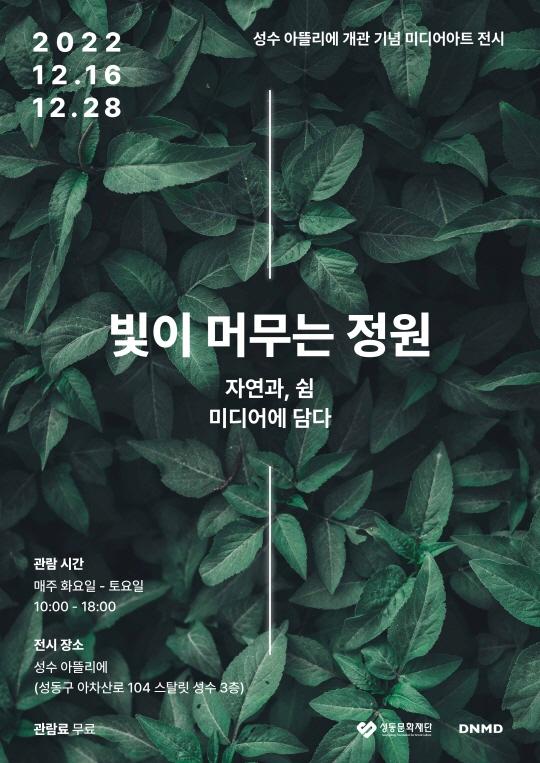 2022
12.16
12.28
성수 아뜰리에 개관 기념 미디어아트 전시
빛이 머무는 정원
자연과, 쉼
미디어에 담다
관람 시간
매주 화요일 - 토요일
10:00 - 18:00
전시 장소
성수 아뜰리에
(성동구 아차산로 104 스탈릿 성수 3층)
관람료 무료
성동문화재단
DNMD